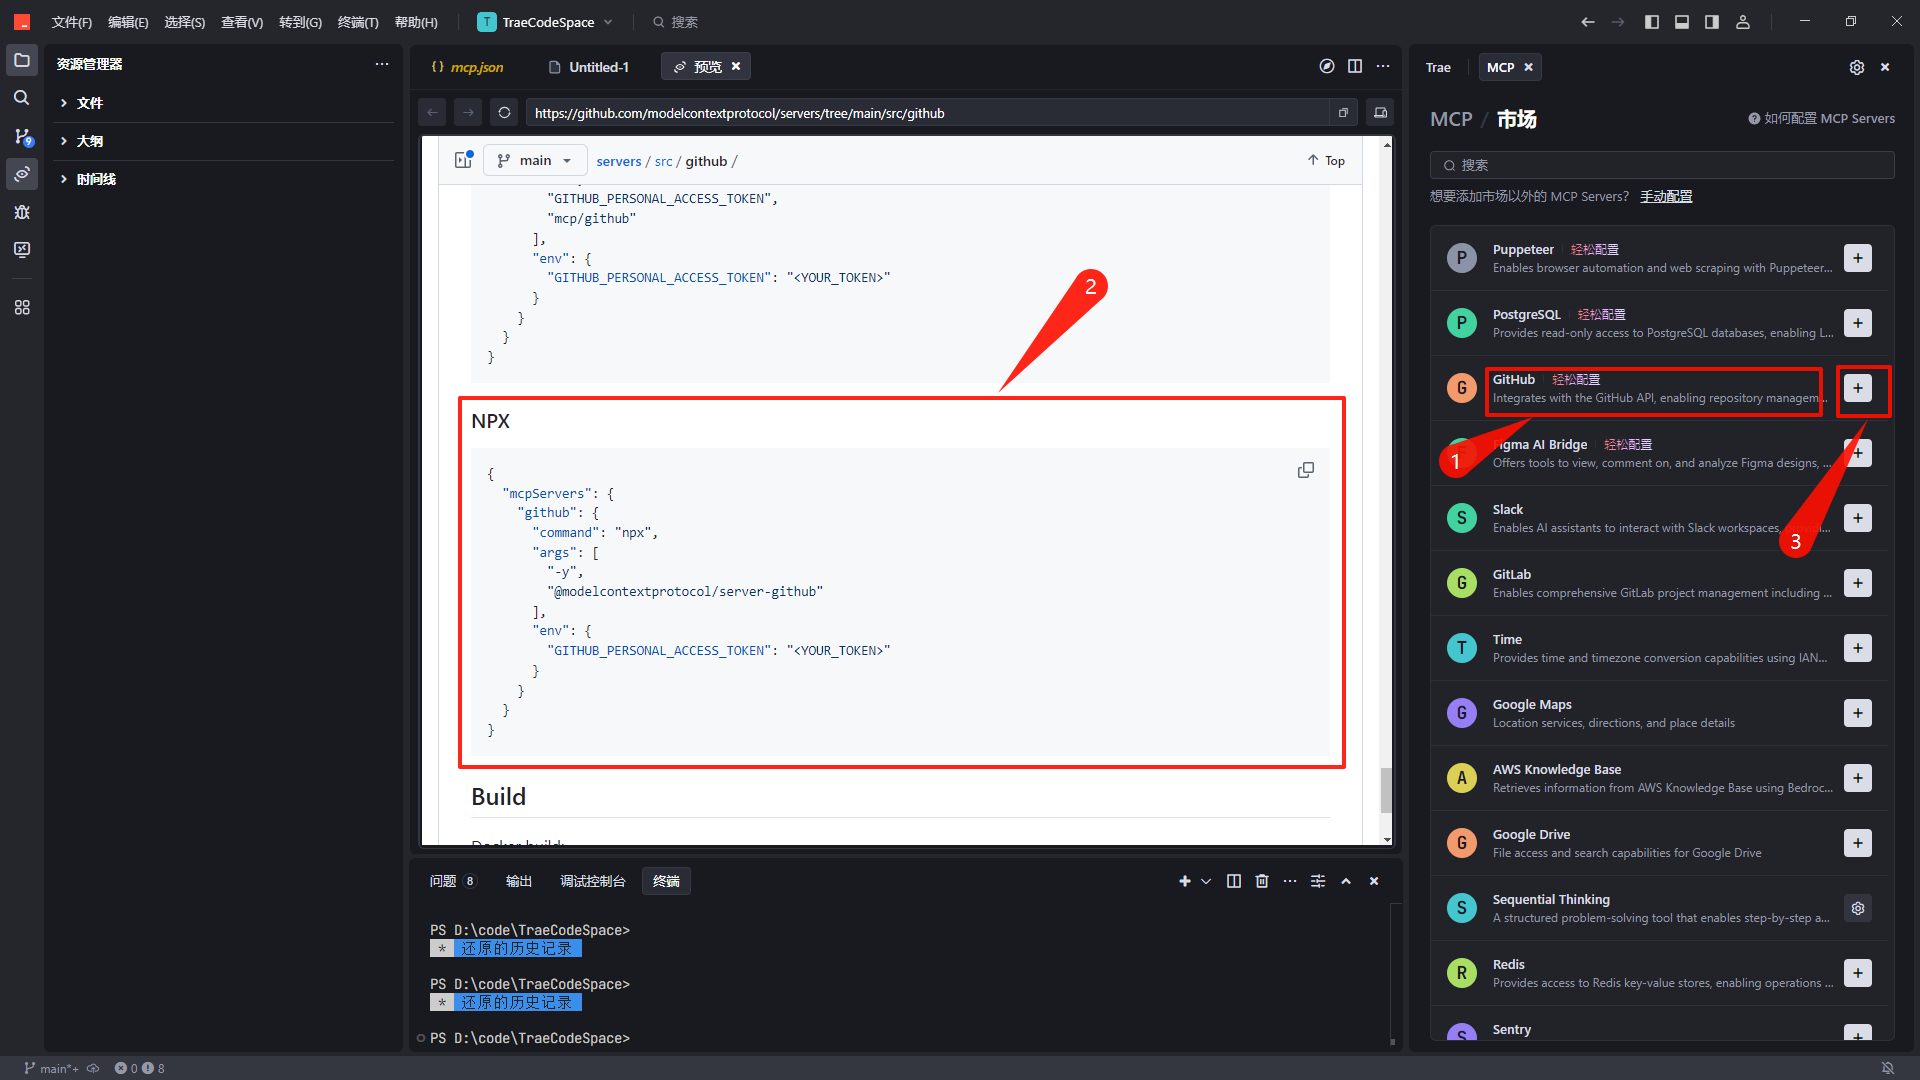 文件(F) 编辑(E) 选择(S) 查看(V) 转到(G) 终端(T) 帮助(H) T TraeCodeSpace 搜索
资源管理器
文件
大纲
时间线
9
{ } mcp.json Untitled-1 预览
https://github.com/modelcontextprotocol/servers/tree/main/src/github
main servers / src / github / Top
"GITHUB_PERSONAL_ACCESS_TOKEN",
"mcp/github"
],
"env": {
"GITHUB_PERSONAL_ACCESS_TOKEN": "<YOUR_TOKEN>"
}
}
}
}
2
NPX
{
"mcpServers": {
"github": {
"command": "npx",
"args": [
"-y",
"@modelcontextprotocol/server-github"
],
"env": {
"GITHUB_PERSONAL_ACCESS_TOKEN": "<YOUR_TOKEN>"
}
}
}
}
Build
Docker build:
问题 8 输出 调试控制台 终端
PS D:\code\TraeCodeSpace>
* 还原的历史记录
PS D:\code\TraeCodeSpace>
* 还原的历史记录
PS D:\code\TraeCodeSpace>
Trae MCP
MCP / 市场 如何配置 MCP Servers
搜索
想要添加市场以外的 MCP Servers? 手动配置
P Puppeteer 轻松配置
Enables browser automation and web scraping with Puppeteer...
P PostgreSQL 轻松配置
Provides read-only access to PostgreSQL databases, enabling L...
G GitHub 轻松配置
Integrates with the GitHub API, enabling repository managem...
1
Figma AI Bridge 轻松配置
Offers tools to view, comment on, and analyze Figma designs, ...
S Slack
Enables AI assistants to interact with Slack workspaces,
3
G GitLab
Enables comprehensive GitLab project management including ...
T Time
Provides time and timezone conversion capabilities using IAN...
G Google Maps
Location services, directions, and place details
A AWS Knowledge Base
Retrieves information from AWS Knowledge Base using Bedroc...
G Google Drive
File access and search capabilities for Google Drive
S Sequential Thinking
A structured problem-solving tool that enables step-by-step a...
R Redis
Provides access to Redis key-value stores, enabling operations ...
S Sentry
main*+ 0 8